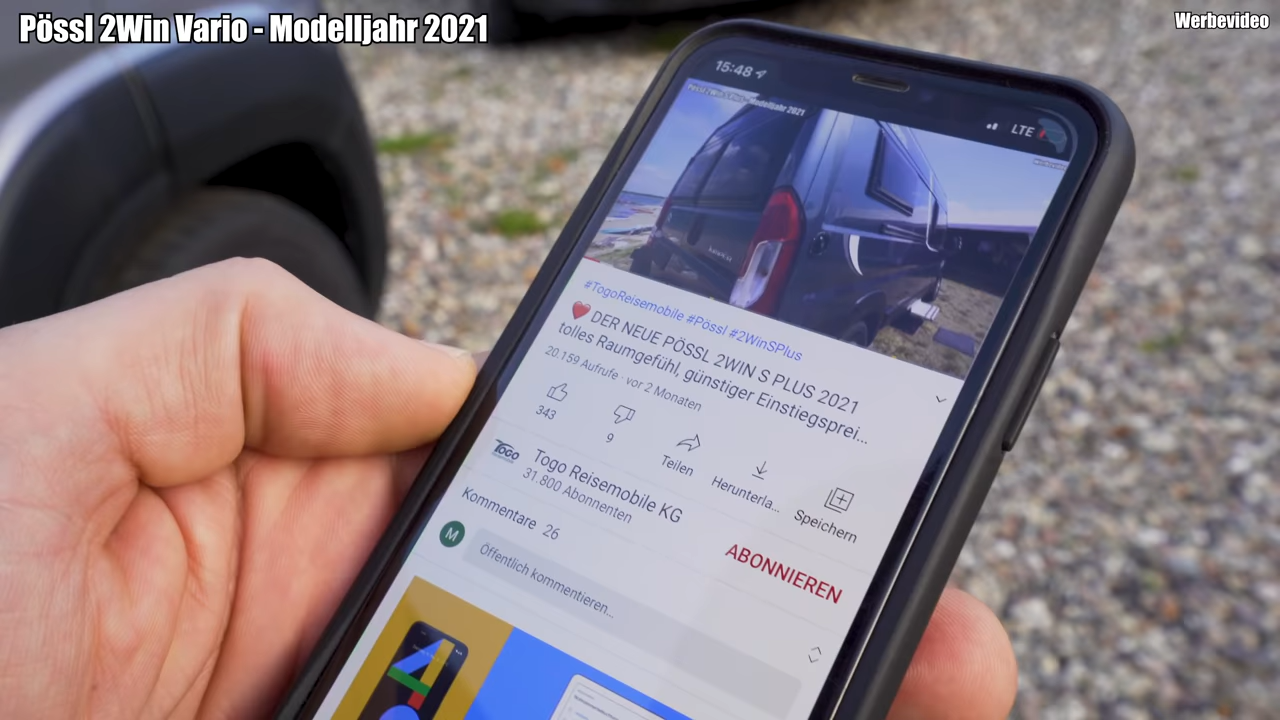 Pössl 2Win Vario - Modelljahr 2021
Werbevideo
15:48
LTE
Pössl 2Win S Plus - Modelljahr 2021
Werbevideo
#TogoReisemobile #Pössl #2WinSPlus
❤️ DER NEUE PÖSSL 2WIN S PLUS 2021
tolles Raumgefühl, günstiger Einstiegsprei...
20.159 Aufrufe · vor 2 Monaten
343
9
Teilen
Herunterla...
Speichern
TOGO
Togo Reisemobile KG
31.800 Abonnenten
ABONNIEREN
Kommentare 26
M
Öffentlich kommentieren...